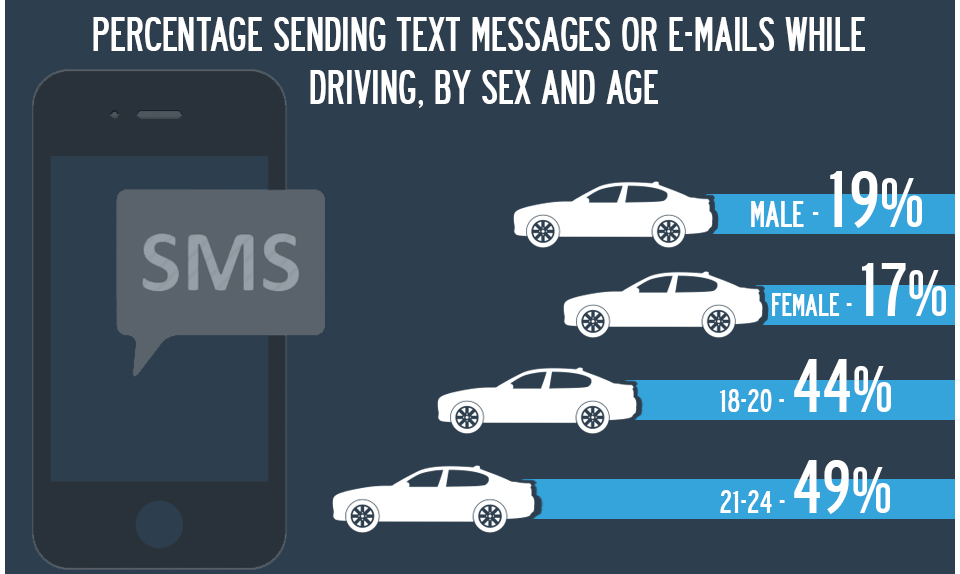 PERCENTAGE SENDING TEXT MESSAGES OR E-MAILS WHILE
DRIVING, BY SEX AND AGE
SMS
MALE - 19%
FEMALE - 17%
18-20 - 44%
21-24 - 49%